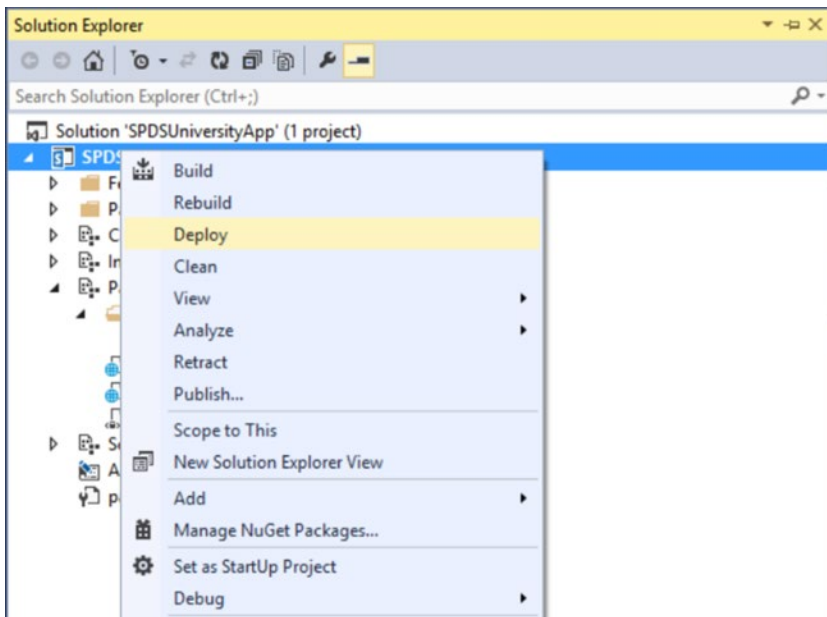 Solution Explorer
Search Solution Explorer (Ctrl+;)
Solution 'SPDSUniversityApp' (1 project)
SPDS
Build
Rebuild
Deploy
Clean
View
Analyze
Retract
Publish...
Scope to This
New Solution Explorer View
Add
Manage NuGet Packages...
Set as StartUp Project
Debug